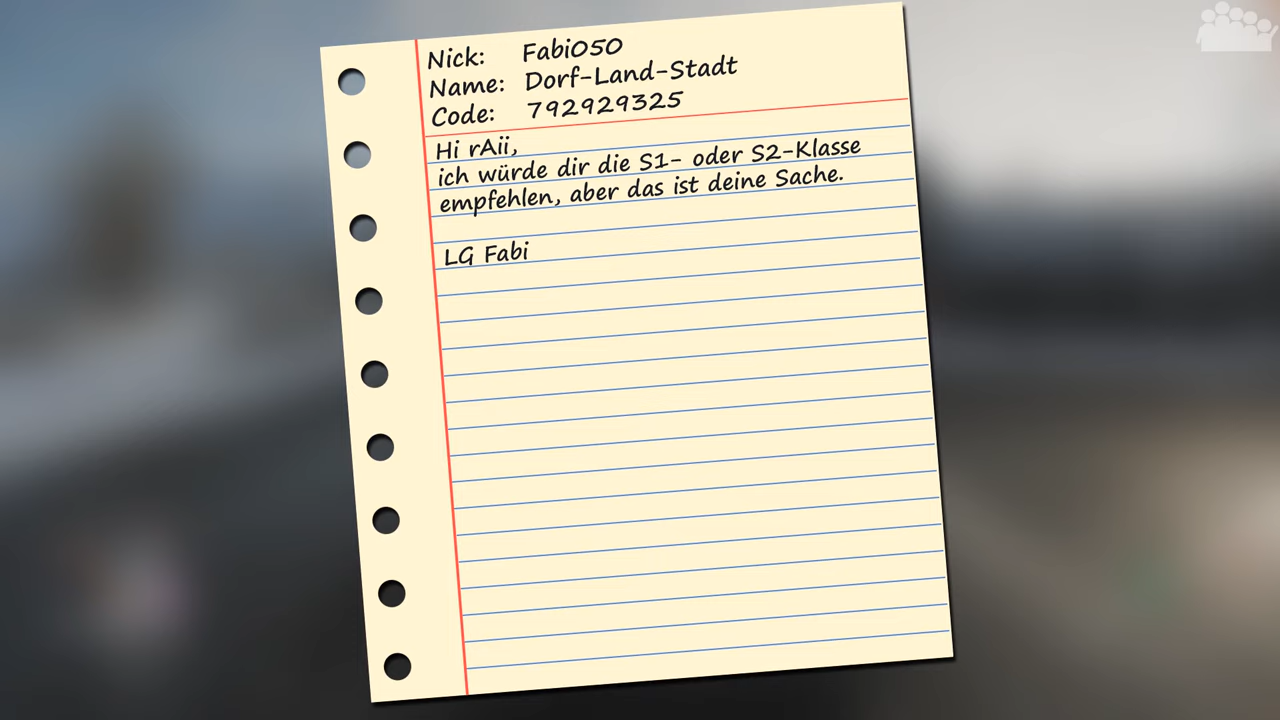 Nick: Fabi050
Name: Dorf-Land-Stadt
Code: 792929325
Hi rAii,
ich würde dir die S1- oder S2-Klasse
empfehlen, aber das ist deine Sache.
LG Fabi